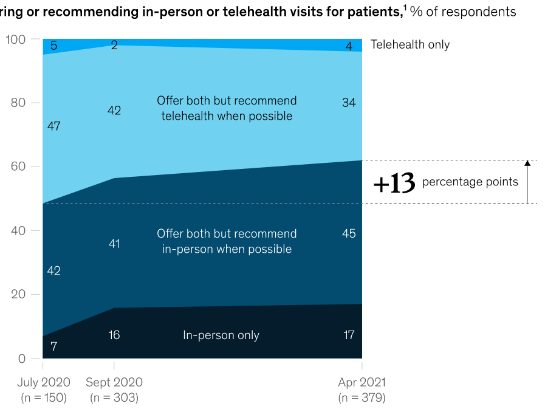 ring or recommending in-person or telehealth visits for patients,¹ % of respondents
100
5
2
4
Telehealth only
80
47
42
Offer both but recommend
telehealth when possible
34
60
+13 percentage points
40
42
41
Offer both but recommend
in-person when possible
45
20
7
16
In-person only
17
0
July 2020
(n = 150)
Sept 2020
(n = 303)
Apr 2021
(n = 379)